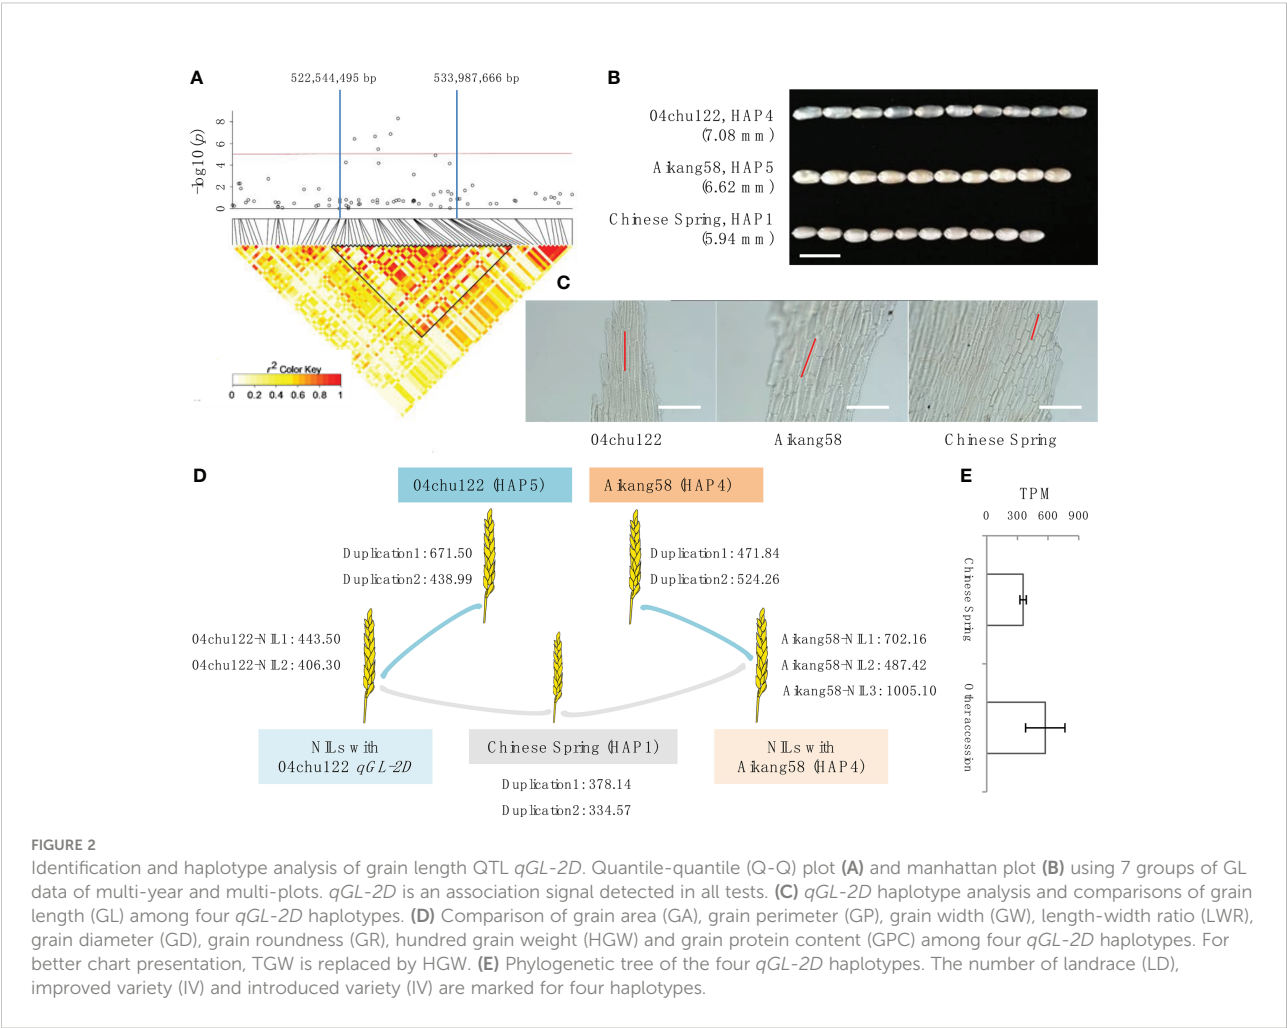 A
522,544,495 bp 533,987,666 bp
−log10(p)
0 2 4 6 8
r² Color Key
0 0.2 0.4 0.6 0.8 1
B
04chu122, HAP4
(7.08 mm)
Aikang58, HAP5
(6.62 mm)
Chinese Spring, HAP1
(5.94 mm)
C
04chu122 Aikang58 Chinese Spring
D
04chu122 (HAP5) Aikang58 (HAP4)
Duplication1: 671.50
Duplication2: 438.99
Duplication1: 471.84
Duplication2: 524.26
04chu122-NIL1: 443.50
04chu122-NIL2: 406.30
Aikang58-NIL1: 702.16
Aikang58-NIL2: 487.42
Aikang58-NIL3: 1005.10
NILs with
04chu122 qGL-2D
Chinese Spring (HAP1)
NILs with
Aikang58 (HAP4)
Duplication1: 378.14
Duplication2: 334.57
E
TPM
0 300 600 900
Chinese Spring
Other accession
FIGURE 2
Identification and haplotype analysis of grain length QTL qGL-2D. Quantile-quantile (Q-Q) plot (A) and manhattan plot (B) using 7 groups of GL
data of multi-year and multi-plots. qGL-2D is an association signal detected in all tests. (C) qGL-2D haplotype analysis and comparisons of grain
length (GL) among four qGL-2D haplotypes. (D) Comparison of grain area (GA), grain perimeter (GP), grain width (GW), length-width ratio (LWR),
grain diameter (GD), grain roundness (GR), hundred grain weight (HGW) and grain protein content (GPC) among four qGL-2D haplotypes. For
better chart presentation, TGW is replaced by HGW. (E) Phylogenetic tree of the four qGL-2D haplotypes. The number of landrace (LD),
improved variety (IV) and introduced variety (IV) are marked for four haplotypes.